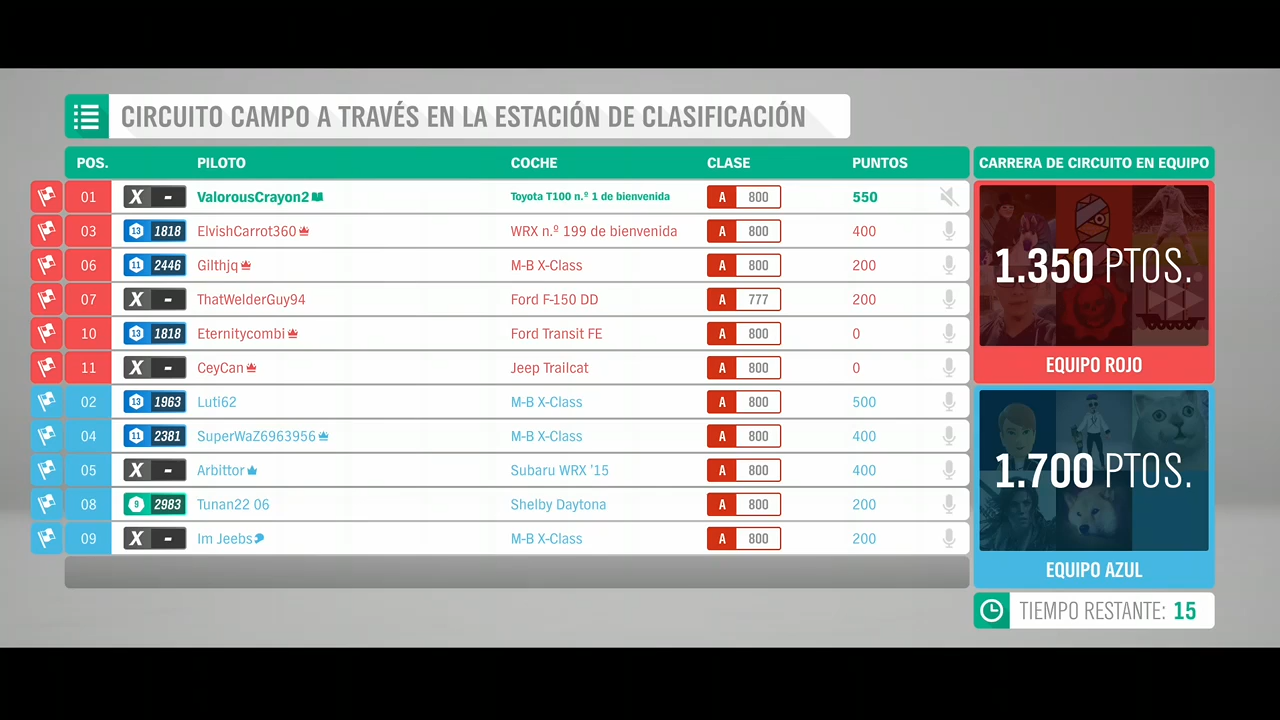 CIRCUITO CAMPO A TRAVÉS EN LA ESTACIÓN DE CLASIFICACIÓN
POS. PILOTO COCHE CLASE PUNTOS
01 X - ValorousCrayon2 Toyota T100 n.º 1 de bienvenida A 800 550
03 13 1818 ElvishCarrot360 WRX n.º 199 de bienvenida A 800 400
06 11 2446 Gilthjq M-B X-Class A 800 200
07 X - ThatWelderGuy94 Ford F-150 DD A 777 200
10 13 1818 Eternitycombi Ford Transit FE A 800 0
11 X - CeyCan Jeep Trailcat A 800 0
02 13 1963 Luti62 M-B X-Class A 800 500
04 11 2381 SuperWaZ6963956 M-B X-Class A 800 400
05 X - Arbittor Subaru WRX '15 A 800 400
08 9 2983 Tunan22 06 Shelby Daytona A 800 200
09 X - Im Jeebs M-B X-Class A 800 200
CARRERA DE CIRCUITO EN EQUIPO
1.350 PTOS.
EQUIPO ROJO
1.700 PTOS.
EQUIPO AZUL
TIEMPO RESTANTE: 15